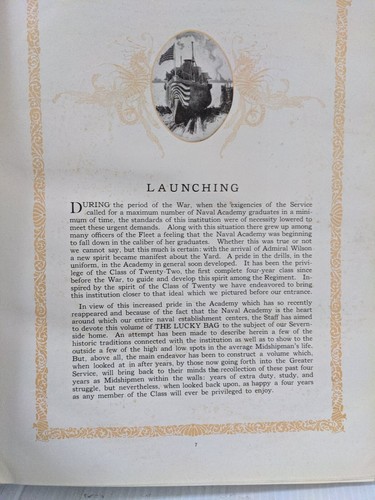 LAUNCHING
DURING the period of the War, when the exigencies of the Service
called for a maximum number of Naval Academy graduates in a mini-
mum of time, the standards of this institution were of necessity lowered to
meet these urgent demands. Along with this situation there grew up among
many officers of the Fleet a feeling that the Naval Academy was beginning
to fall down in the caliber of her graduates. Whether this was true or not
we cannot say, but this much is certain: with the arrival of Admiral Wilson
a new spirit became manifest about the Yard. A pride in the drills, in the
uniform, in the Academy in general soon developed. It has been the privi-
lege of the Class of Twenty-Two, the first complete four-year class since
before the War, to guide and develop this spirit among the Regiment. In-
spired by the spirit of the Class of Twenty we have endeavored to bring
this institution closer to that ideal which we pictured before our entrance.
In view of this increased pride in the Academy which has so recently
reappeared and because of the fact that the Naval Academy is the heart
around which our entire naval establishment centers, the Staff has aimed
to devote this volume of THE LUCKY BAG to the subject of our Severn-
side home. An attempt has been made to describe herein a few of the
historic traditions connected with the institution as well as to show to the
outside a few of the high and low spots in the average Midshipman's life.
But, above all, the main endeavor has been to construct a volume which,
when looked at in after years, by those now going forth into the Greater
Service, will bring back to their minds the recollection of these past four
years as Midshipmen within the walls: years of extra duty, study, and
struggle, but nevertheless, when looked back upon, as happy a four years
as any member of the Class will ever be privileged to enjoy.
7